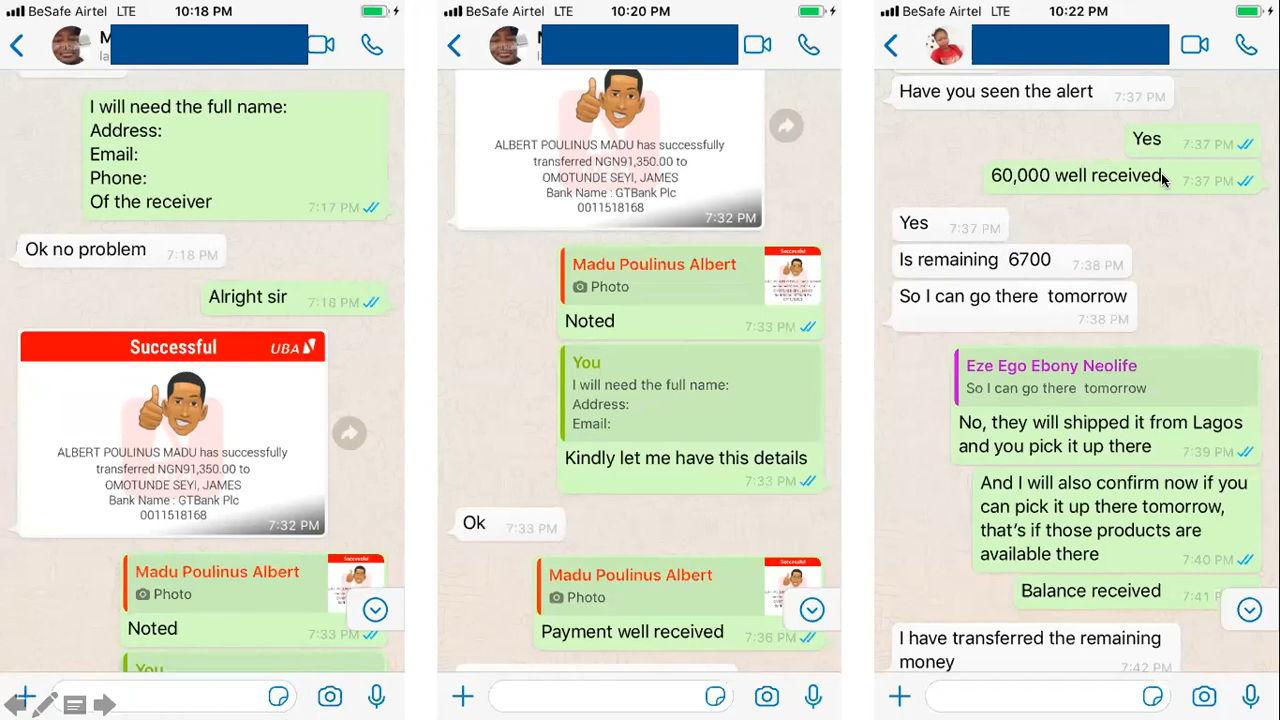 BeSafe Airtel LTE 10:18 PM
I will need the full name:
Address:
Email:
Phone:
Of the receiver
7:17 PM
Ok no problem 7:18 PM
Alright sir 7:18 PM
Successful UBA
ALBERT POULINUS MADU has successfully
transferred NGN91,350.00 to
OMOTUNDE SEYI, JAMES
Bank Name : GTBank Plc
0011518168
7:32 PM
Madu Poulinus Albert
Photo
Successful
Noted 7:33 PM
You
BeSafe Airtel LTE 10:20 PM
ALBERT POULINUS MADU has successfully
transferred NGN91,350.00 to
OMOTUNDE SEYI, JAMES
Bank Name : GTBank Plc
0011518168
7:32 PM
Madu Poulinus Albert
Photo
Successful
Noted 7:33 PM
You
I will need the full name:
Address:
Email:
Kindly let me have this details
7:33 PM
Ok 7:33 PM
Madu Poulinus Albert
Photo
Successful
Payment well received 7:36 PM
BeSafe Airtel LTE 10:22 PM
Have you seen the alert 7:37 PM
Yes 7:37 PM
60,000 well received 7:37 PM
Yes 7:37 PM
Is remaining 6700 7:38 PM
So I can go there tomorrow
7:38 PM
Eze Ego Ebony Neolife
So I can go there tomorrow
No, they will shipped it from Lagos
and you pick it up there 7:39 PM
And I will also confirm now if you
can pick it up there tomorrow,
that's if those products are
available there 7:40 PM
Balance received 7:41
I have transferred the remaining
money 7:42 PM